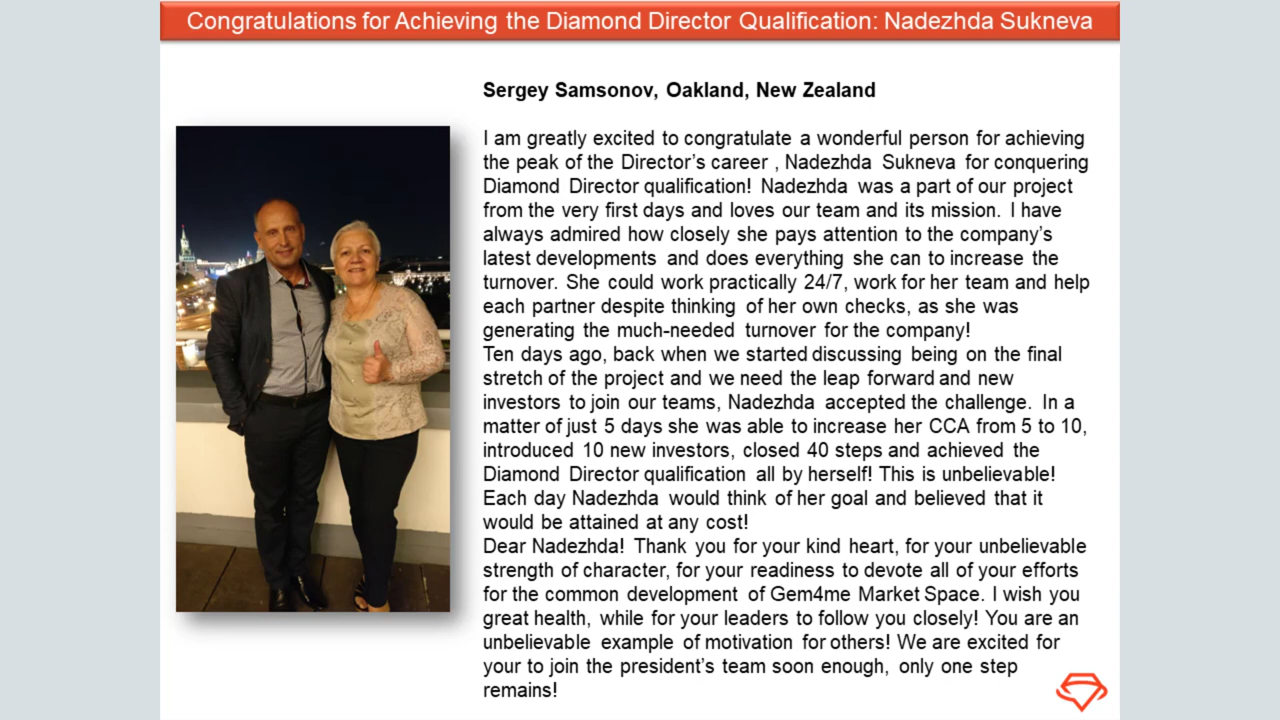 Congratulations for Achieving the Diamond Director Qualification: Nadezhda Sukneva
Sergey Samsonov, Oakland, New Zealand
I am greatly excited to congratulate a wonderful person for achieving
the peak of the Director's career , Nadezhda Sukneva for conquering
Diamond Director qualification! Nadezhda was a part of our project
from the very first days and loves our team and its mission. I have
always admired how closely she pays attention to the company's
latest developments and does everything she can to increase the
turnover. She could work practically 24/7, work for her team and help
each partner despite thinking of her own checks, as she was
generating the much-needed turnover for the company!
Ten days ago, back when we started discussing being on the final
stretch of the project and we need the leap forward and new
investors to join our teams, Nadezhda accepted the challenge. In a
matter of just 5 days she was able to increase her CCA from 5 to 10,
introduced 10 new investors, closed 40 steps and achieved the
Diamond Director qualification all by herself! This is unbelievable!
Each day Nadezhda would think of her goal and believed that it
would be attained at any cost!
Dear Nadezhda! Thank you for your kind heart, for your unbelievable
strength of character, for your readiness to devote all of your efforts
for the common development of Gem4me Market Space. I wish you
great health, while for your leaders to follow you closely! You are an
unbelievable example of motivation for others! We are excited for
your to join the president's team soon enough, only one step
remains!